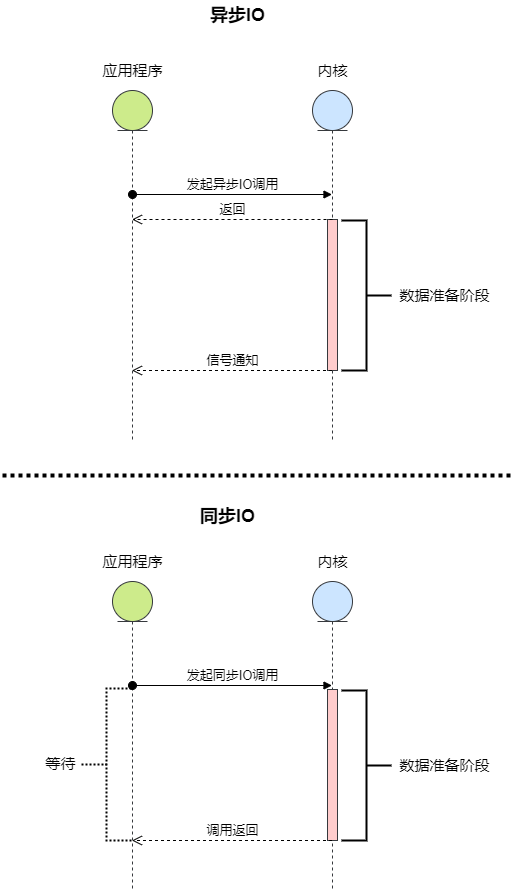 异步IO
应用程序
内核
发起异步IO调用
返回
数据准备阶段
信号通知
同步IO
应用程序
内核
发起同步IO调用
等待
数据准备阶段
调用返回